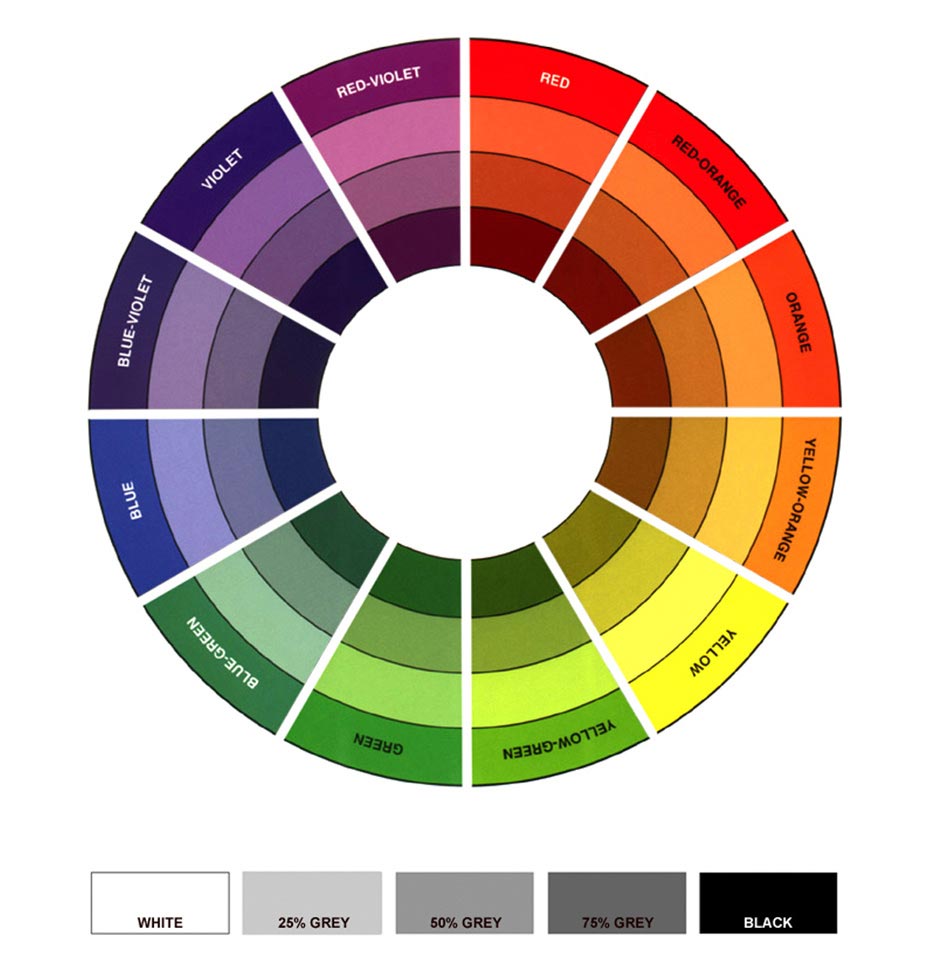 RED
RED-ORANGE
ORANGE
YELLOW-ORANGE
YELLOW
YELLOW-GREEN
GREEN
BLUE-GREEN
BLUE
BLUE-VIOLET
VIOLET
RED-VIOLET
WHITE
25% GREY
50% GREY
75% GREY
BLACK